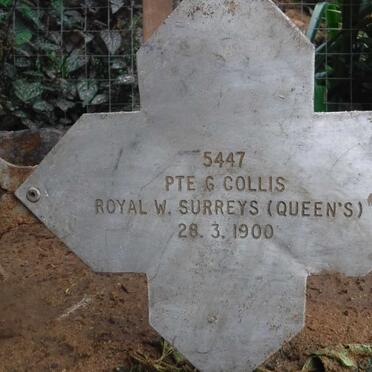 5447
PTE G COLLIS
ROYAL W. SURREYS (QUEEN'S)
28. 3. 1900